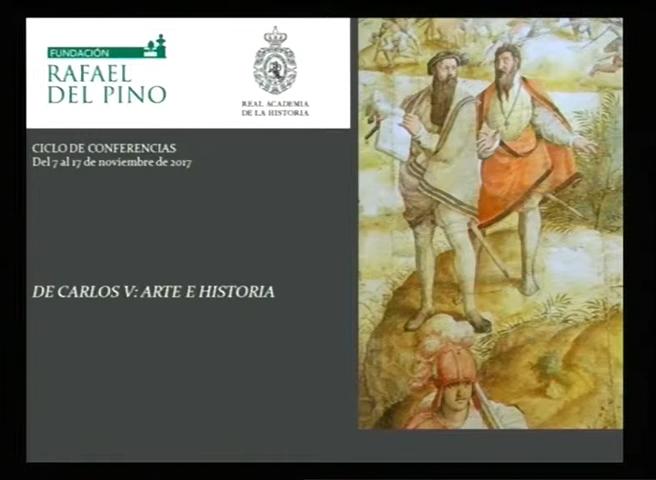 FUNDACIÓN
RAFAEL
DEL PINO
REAL ACADEMIA
DE LA HISTORIA
CICLO DE CONFERENCIAS
Del 7 al 17 de noviembre de 2017
DE CARLOS V: ARTE E HISTORIA